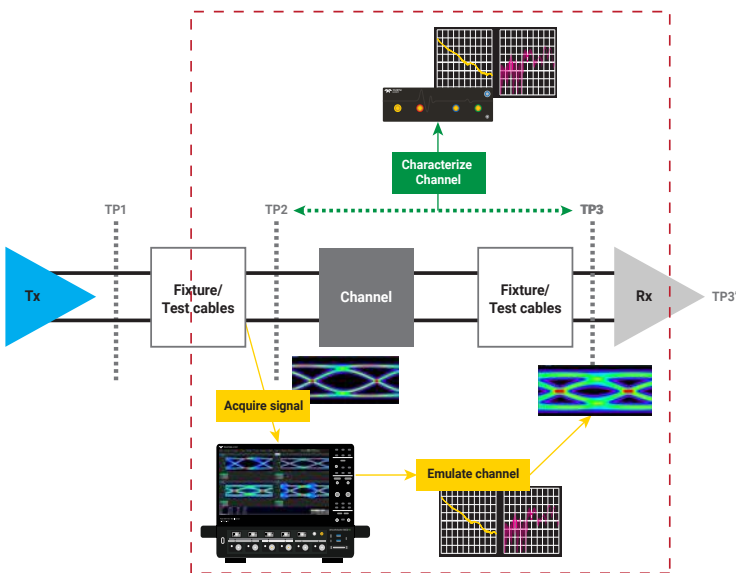 Characterize
Channel
TP1
TP2
TP3
Tx
Fixture/
Test cables
Channel
Fixture/
Test cables
Rx
TP3'
Acquire signal
Emulate channel